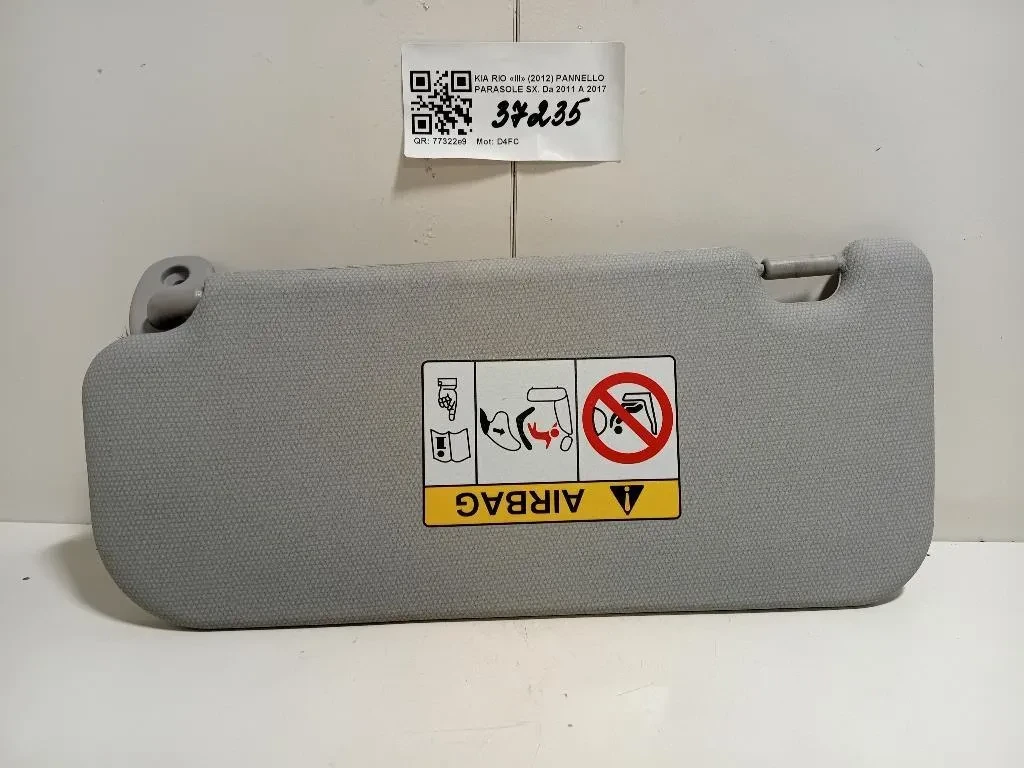 KIA RIO «III» (2012) PANNELLO
PARASOLE SX. Da 2011 A 2017
37235
QR: 77322e9 Mot: D4FC
AIRBAG